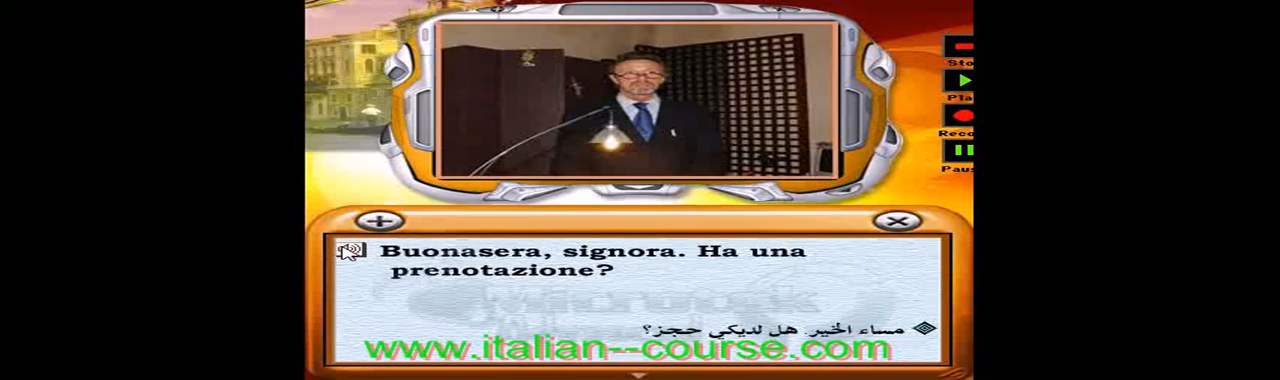 Buonasera, signora. Ha una
prenotazione?
مساء الخير. هل لديكي حجز؟
www.italian--course.com